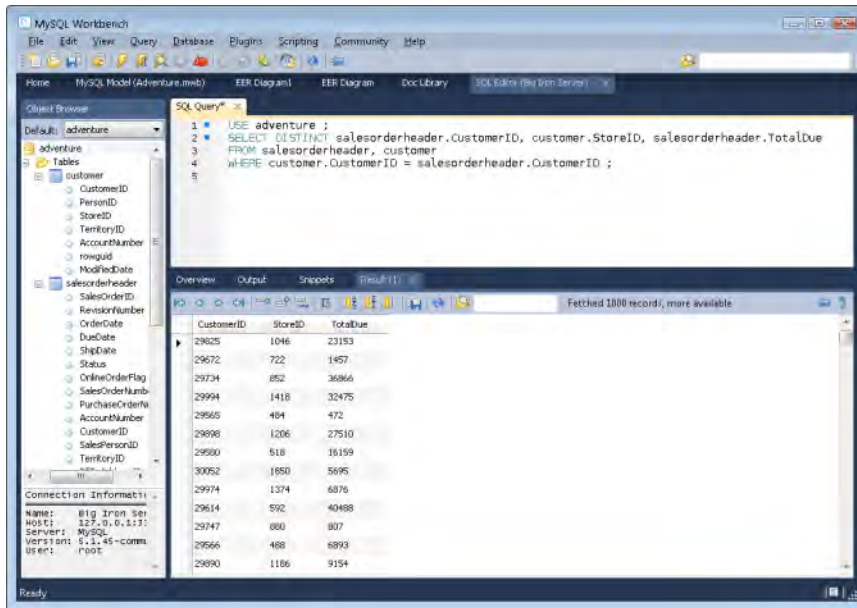 MySQL Workbench
File Edit View Query Database Plugins Scripting Community Help
Home MySQL Model (Adventure.mwb) EER Diagram1 EER Diagram Doc Library SQL Editor (Big Iron Server)
Object Browser
Default: adventure
adventure
Tables
customer
CustomerID
PersonID
StoreID
TerritoryID
AccountNumber
rowguid
ModifiedDate
salesorderheader
SalesOrderID
RevisionNumber
OrderDate
DueDate
ShipDate
Status
OnlineOrderFlag
SalesOrderNumb
PurchaseOrderNu
AccountNumber
CustomerID
SalesPersonID
TerritoryID
Connection Informati
Name: Big Iron Ser
Host: 127.0.0.1:3
Server: MySQL
Version: 5.1.45-comm
User: root
SQL Query*
1 USE adventure ;
2 SELECT DISTINCT salesorderheader.CustomerID, customer.StoreID, salesorderheader.TotalDue
3 FROM salesorderheader, customer
4 WHERE customer.CustomerID = salesorderheader.CustomerID ;
5
Overview Output Snippets Result (1)
Fetched 1000 records, more available
CustomerID StoreID TotalDue
29825 1046 23153
29672 722 1457
29734 852 36866
29994 1418 32475
29565 484 472
29898 1206 27510
29580 518 16159
30052 1650 5695
29974 1374 6876
29614 592 40488
29747 880 807
29566 488 6893
29890 1186 9154
Ready